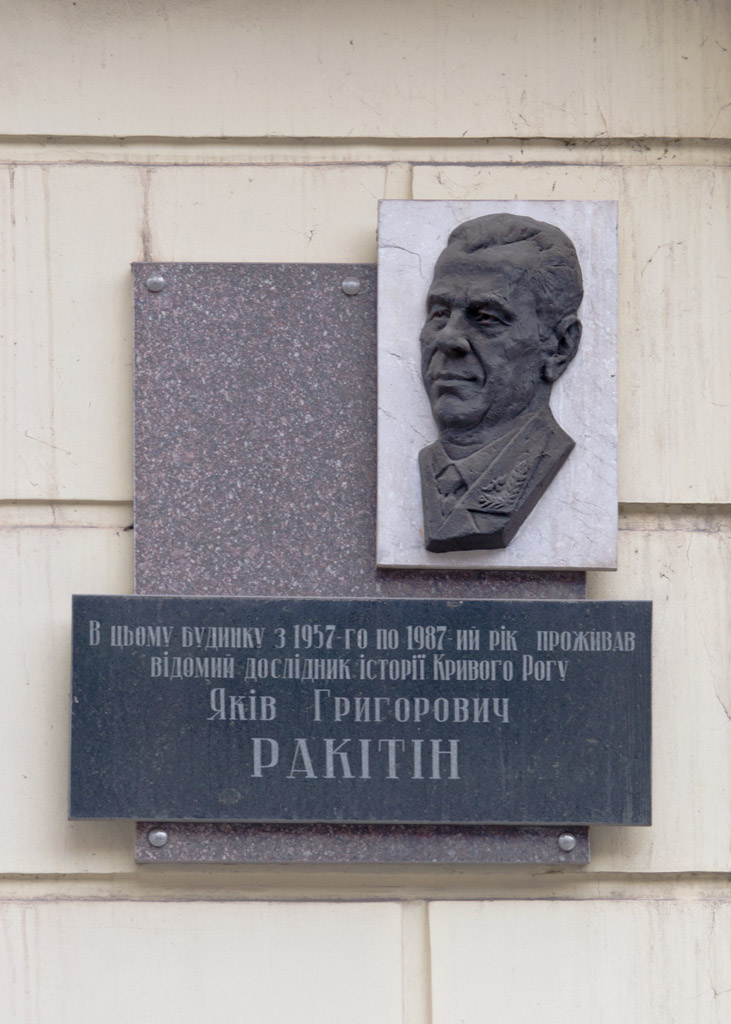 В цьому будинку з 1957-го по 1987-ий рік проживав
відомий дослідник історії Кривого Рогу
Яків Григорович
РАКІТІН